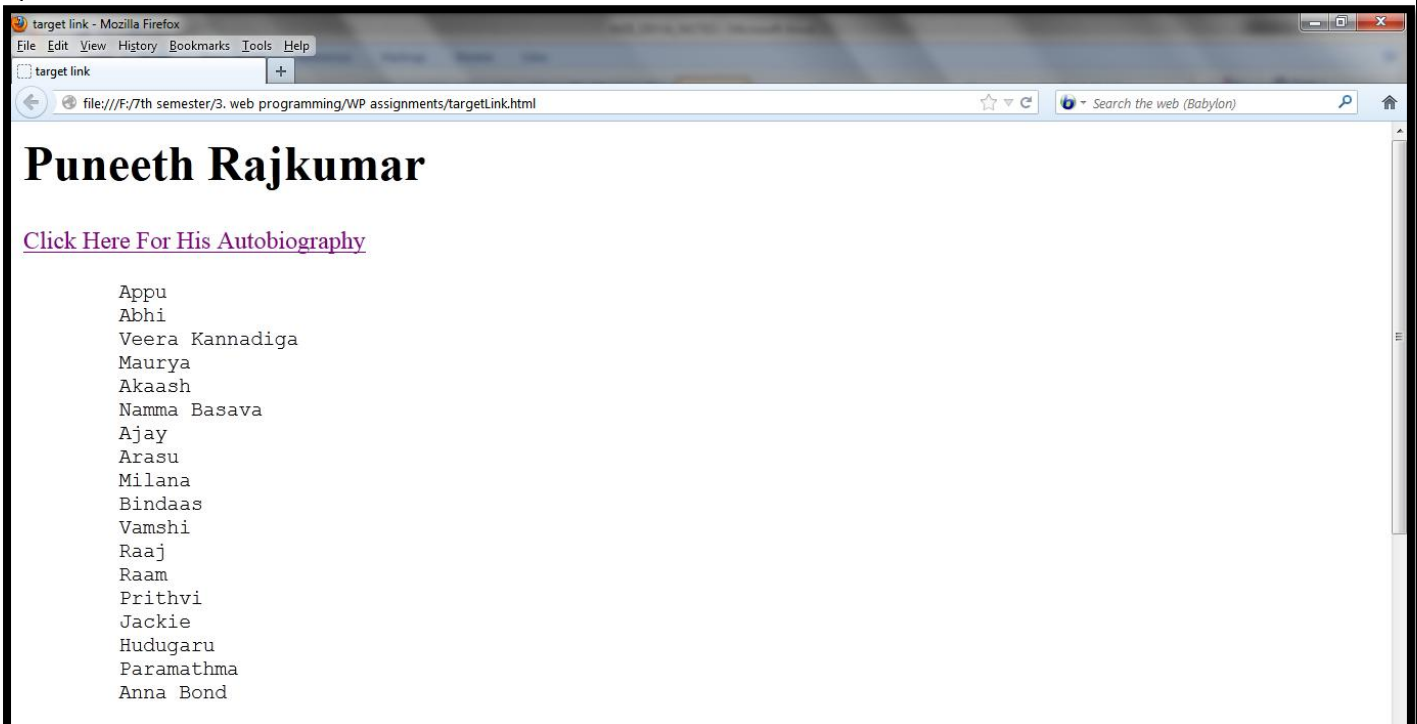 target link - Mozilla Firefox
File Edit View History Bookmarks Tools Help
target link
file:///F:/7th semester/3. web programming/WP assignments/targetLink.html
Search the web (Babylon)
Puneeth Rajkumar
Click Here For His Autobiography
Appu
Abhi
Veera Kannadiga
Maurya
Akaash
Namma Basava
Ajay
Arasu
Milana
Bindaas
Vamshi
Raaj
Raam
Prithvi
Jackie
Hudugaru
Paramathma
Anna Bond